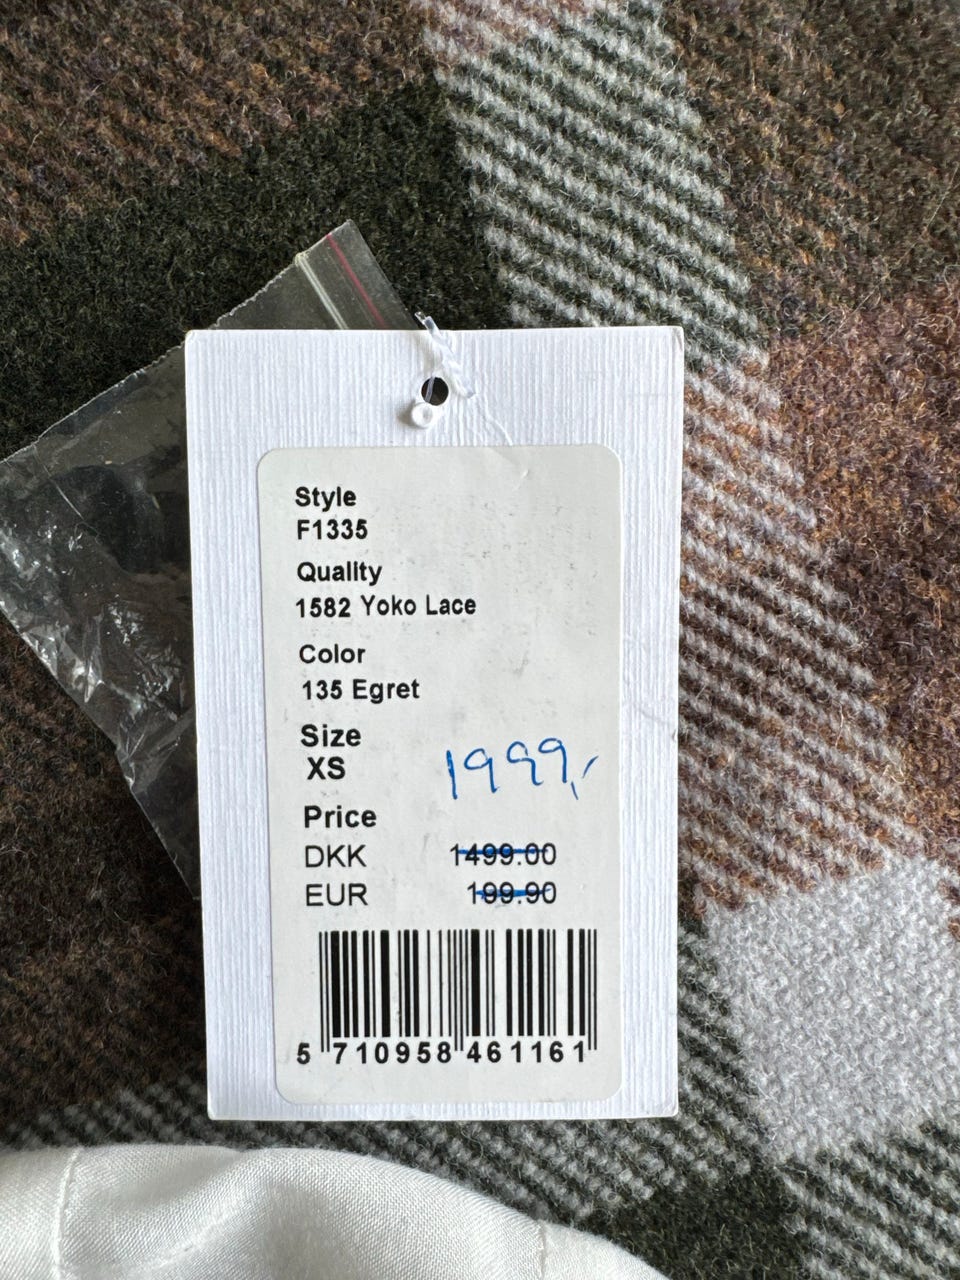 Style
F1335
Quality
1582 Yoko Lace
Color
135 Egret
Size
XS
1999,-
Price
DKK 1499.00
EUR 199.90
5 710958 461161